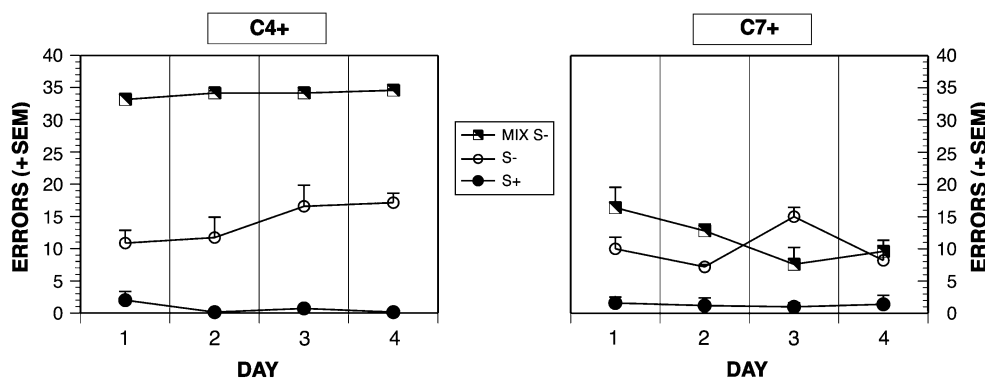 C4+
C7+
40
35
30
25
20
15
10
5
0
ERRORS (+ SEM)
1 2 3 4
DAY
MIX S-
S-
S+
40
35
30
25
20
15
10
5
0
ERRORS (+ SEM)
1 2 3 4
DAY